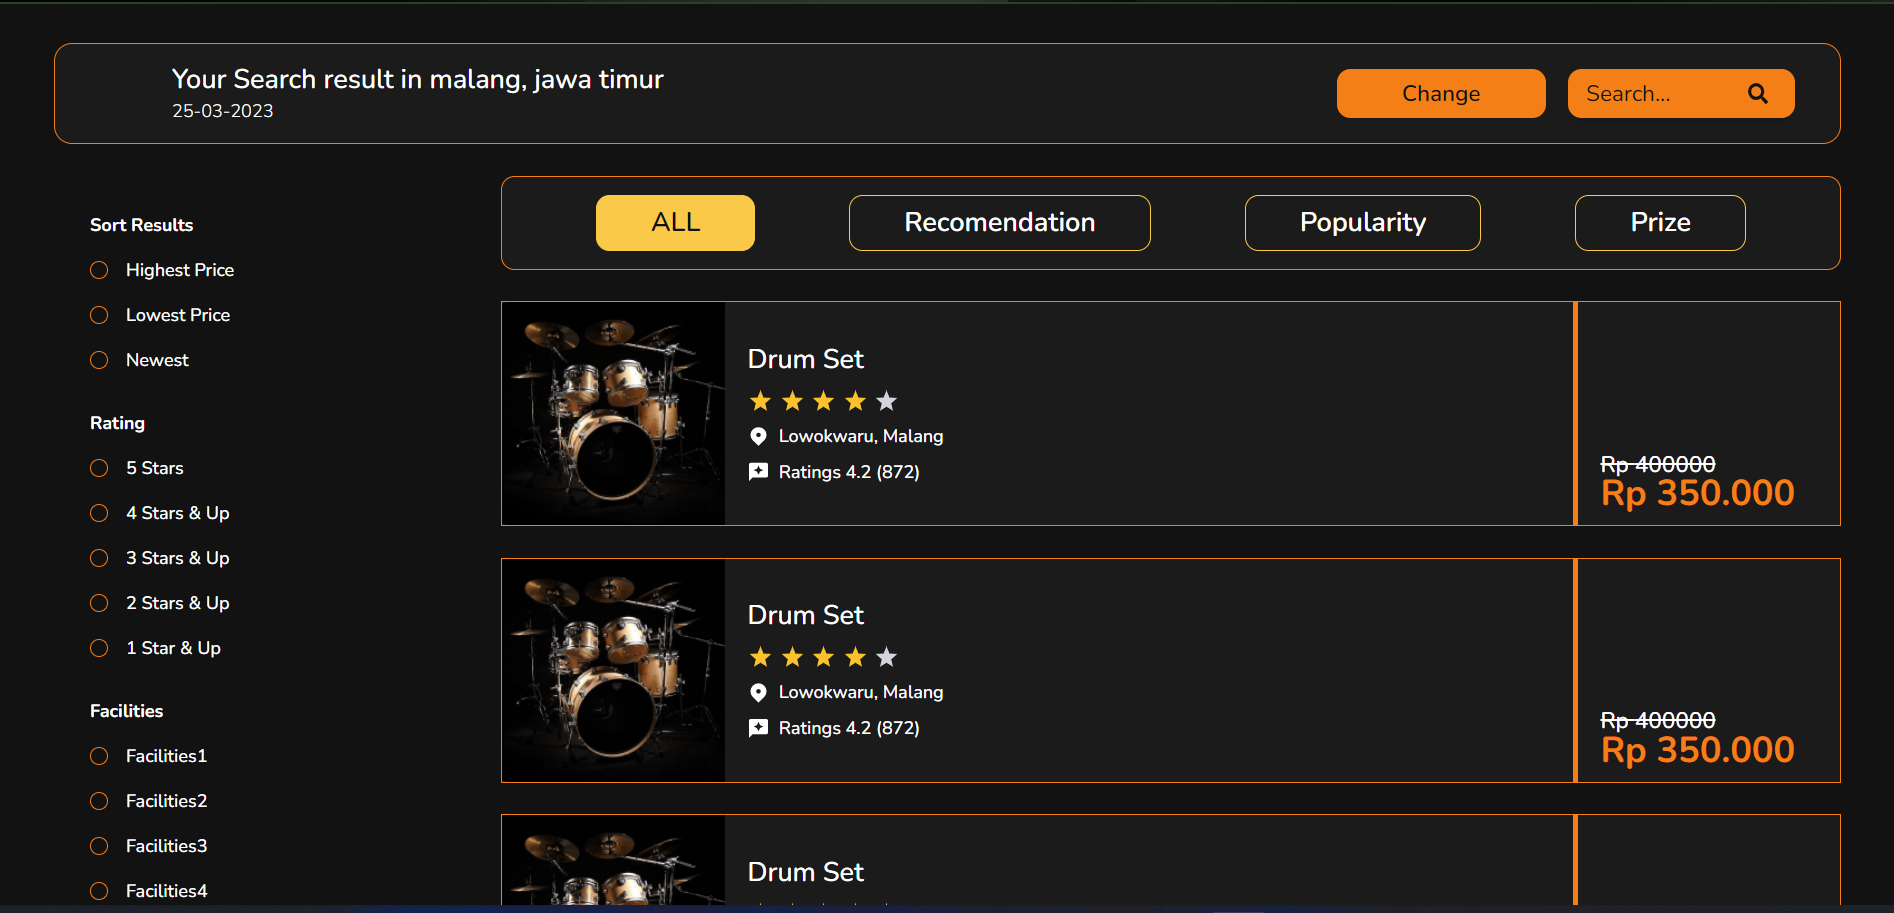 Your Search result in malang, jawa timur
25-03-2023
Change
Search...
Sort Results
Highest Price
Lowest Price
Newest
Rating
5 Stars
4 Stars & Up
3 Stars & Up
2 Stars & Up
1 Star & Up
Facilities
Facilities1
Facilities2
Facilities3
Facilities4
ALL
Recomendation
Popularity
Prize
Drum Set
Lowokwaru, Malang
Ratings 4.2 (872)
Rp 400000
Rp 350.000
Drum Set
Lowokwaru, Malang
Ratings 4.2 (872)
Rp 400000
Rp 350.000
Drum Set